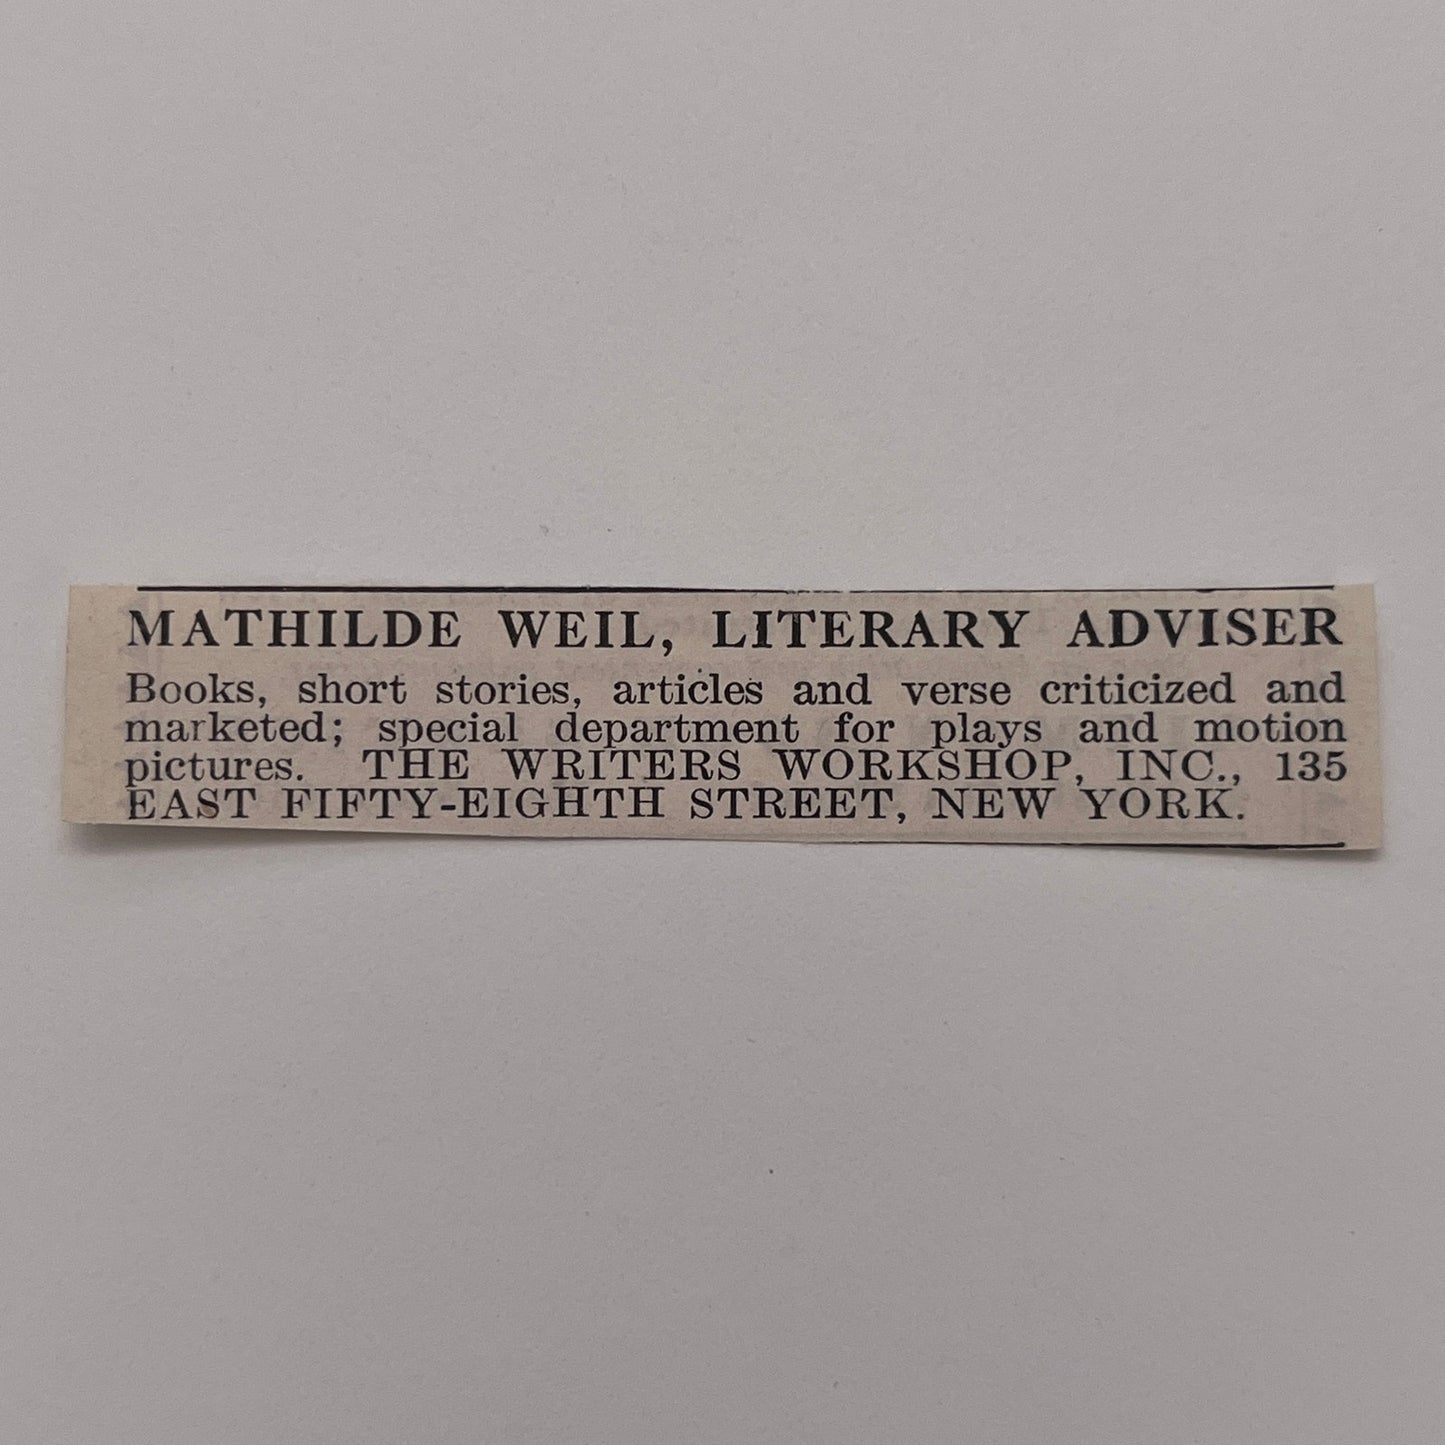 MATHILDE WEIL, LITERARY ADVISER
Books, short stories, articles and verse criticized and
marketed; special department for plays and motion
pictures. THE WRITERS WORKSHOP, INC., 135
EAST FIFTY-EIGHTH STREET, NEW YORK.